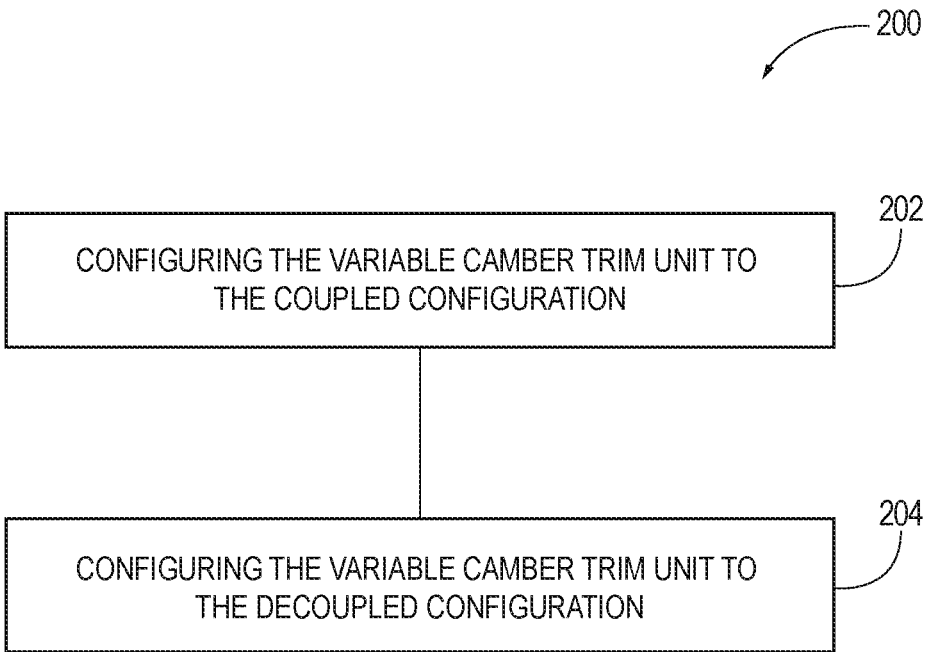 200
202
CONFIGURING THE VARIABLE CAMBER TRIM UNIT TO
THE COUPLED CONFIGURATION
204
CONFIGURING THE VARIABLE CAMBER TRIM UNIT TO
THE DECOUPLED CONFIGURATION